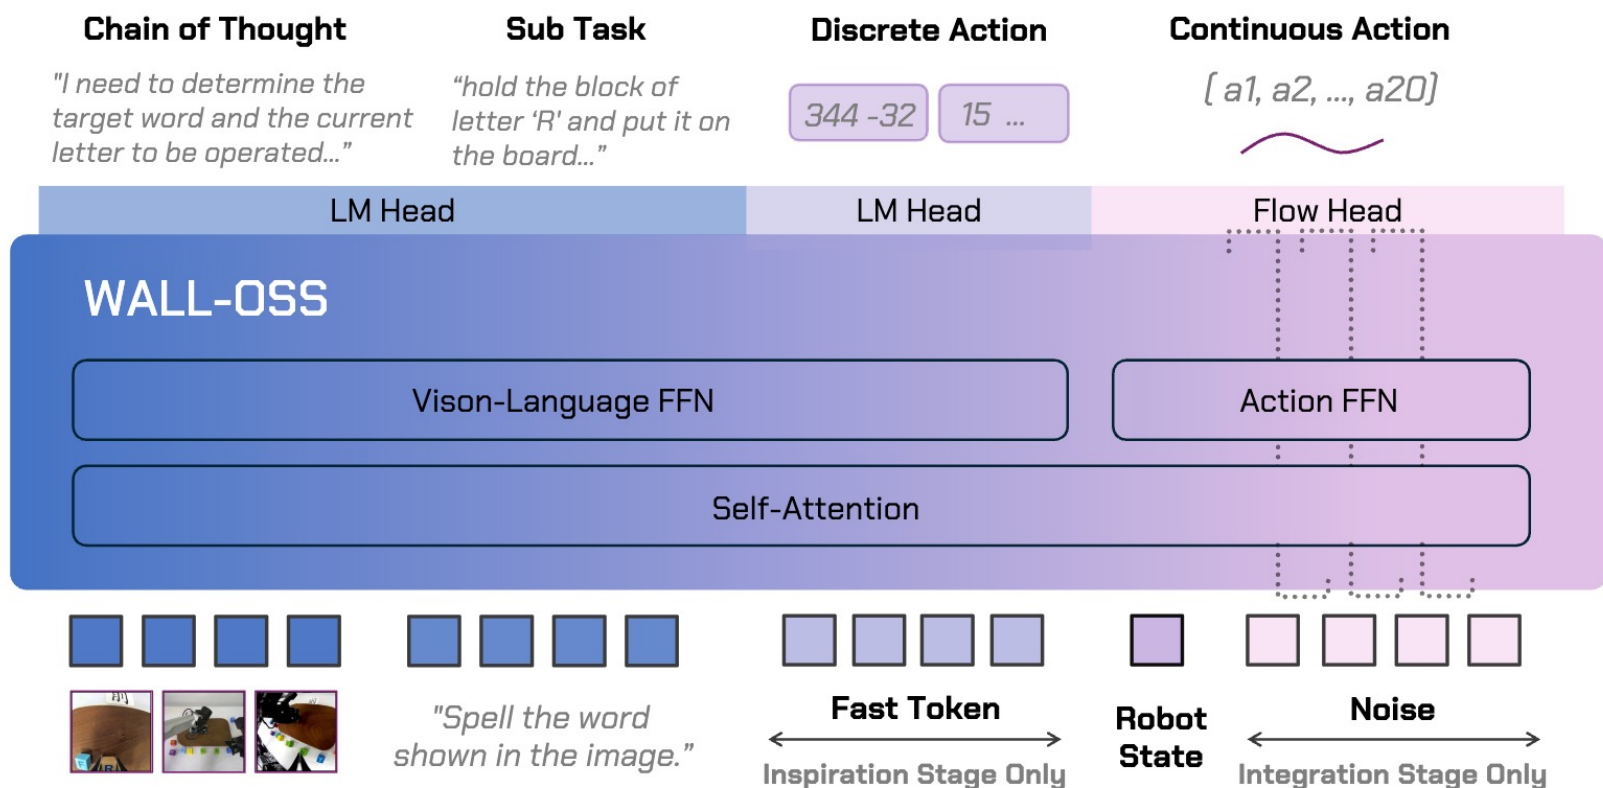 Chain of Thought
Sub Task
Discrete Action
Continuous Action
"I need to determine the
target word and the current
letter to be operated..."
“hold the block of
letter ‘R’ and put it on
the board...”
344 -32
15 ...
[ a1, a2, ..., a20]
LM Head
LM Head
Flow Head
WALL-OSS
Vison-Language FFN
Action FFN
Self-Attention
"Spell the word
shown in the image.”
Fast Token
Inspiration Stage Only
Robot
State
Noise
Integration Stage Only